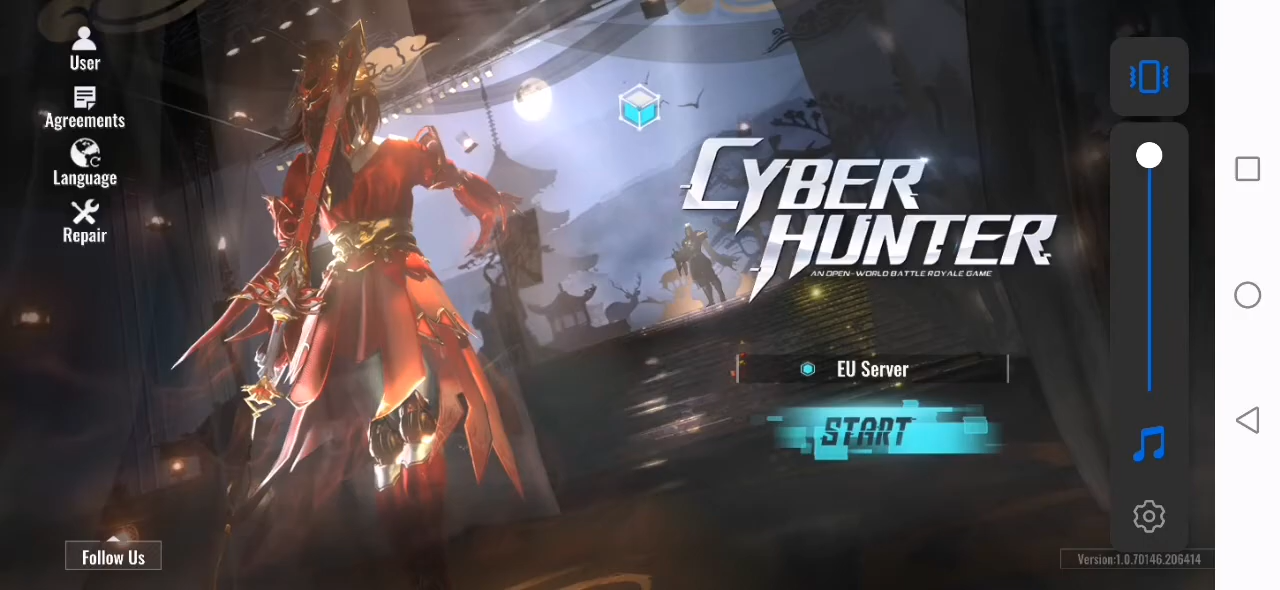 User
Agreements
Language
Repair
CYBER
HUNTER
AN OPEN-WORLD BATTLE ROYALE GAME
EU Server
START
Follow Us
Version:1.0.70146.206414